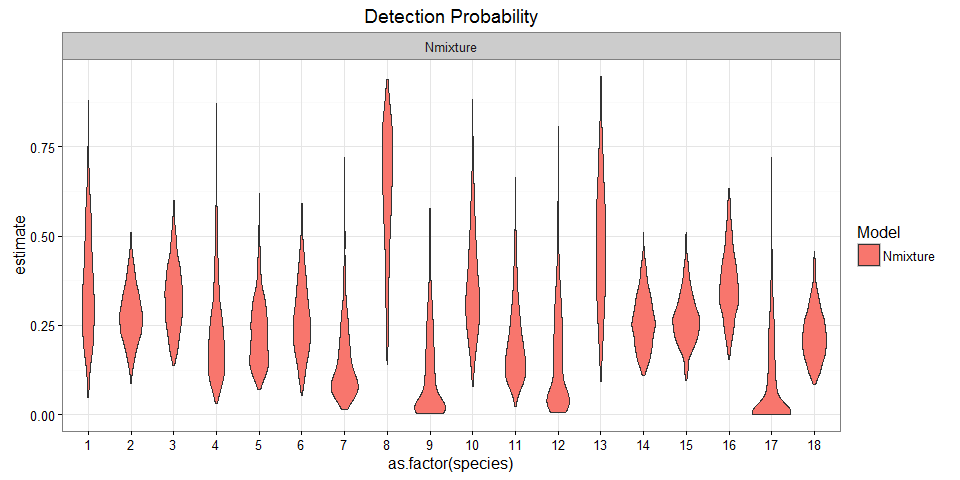 Detection Probability
Nmixture
0.75
0.50
0.25
0.00
estimate
1 2 3 4 5 6 7 8 9 10 11 12 13 14 15 16 17 18
as.factor(species)
Model
Nmixture